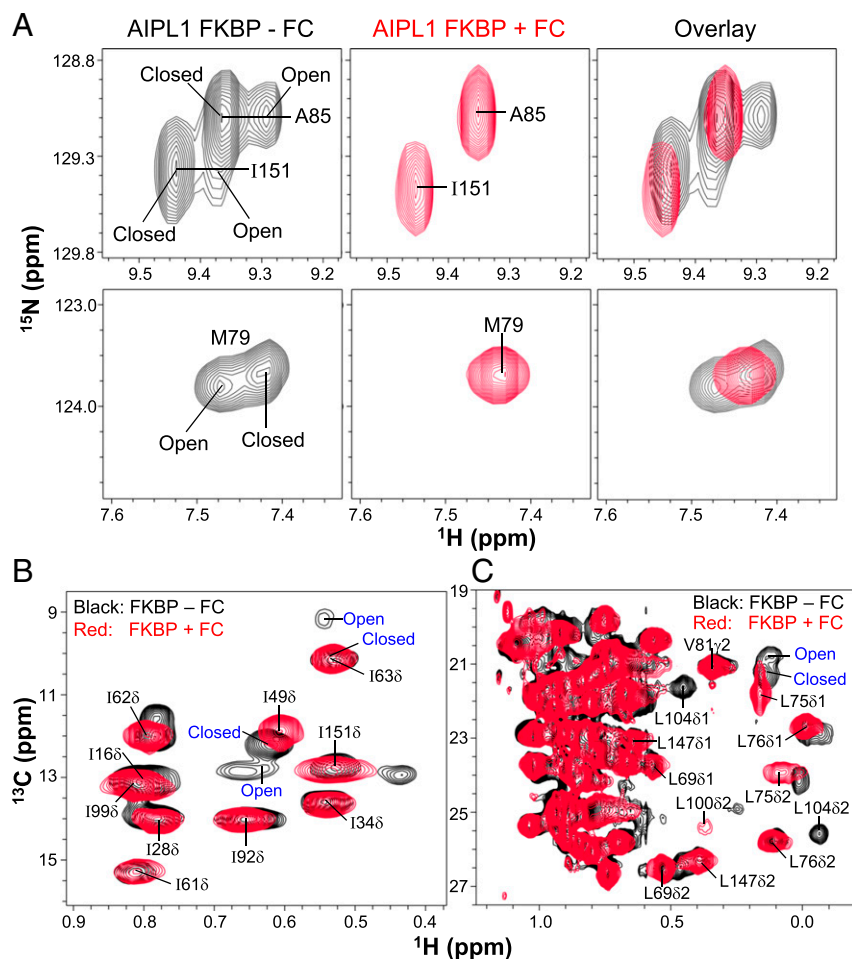 A
AIPL1 FKBP - FC
AIPL1 FKBP + FC
Overlay
128.8
129.3
129.8
Closed
Open
A85
I151
Closed
Open
A85
I151
9.5 9.4 9.3 9.2
9.5 9.4 9.3 9.2
9.5 9.4 9.3 9.2
15N (ppm)
123.0
124.0
M79
Open
Closed
M79
7.6 7.5 7.4
7.6 7.5 7.4
7.6 7.5 7.4
1H (ppm)
B
Black: FKBP – FC
Red: FKBP + FC
9
11
13
15
13C (ppm)
Open
Closed
I63δ
I62δ
I49δ
Closed
I151δ
I16δ
Open
I99δ
I34δ
I28δ
I92δ
I61δ
0.9 0.8 0.7 0.6 0.5 0.4
C
Black: FKBP – FC
Red: FKBP + FC
19
21
23
25
27
V81γ2
Open
Closed
L75δ1
L104δ1
L76δ1
L147δ1
L69δ1
L75δ2
L100δ2
L104δ2
L76δ2
L69δ2
L147δ2
1.0 0.5 0.0
1H (ppm)